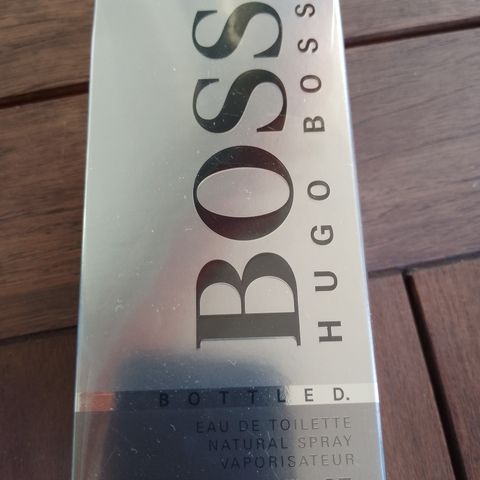 BOSS
HUGO BOSS
BOTTLED.
EAU DE TOILETTE
NATURAL SPRAY
VAPORISATEUR